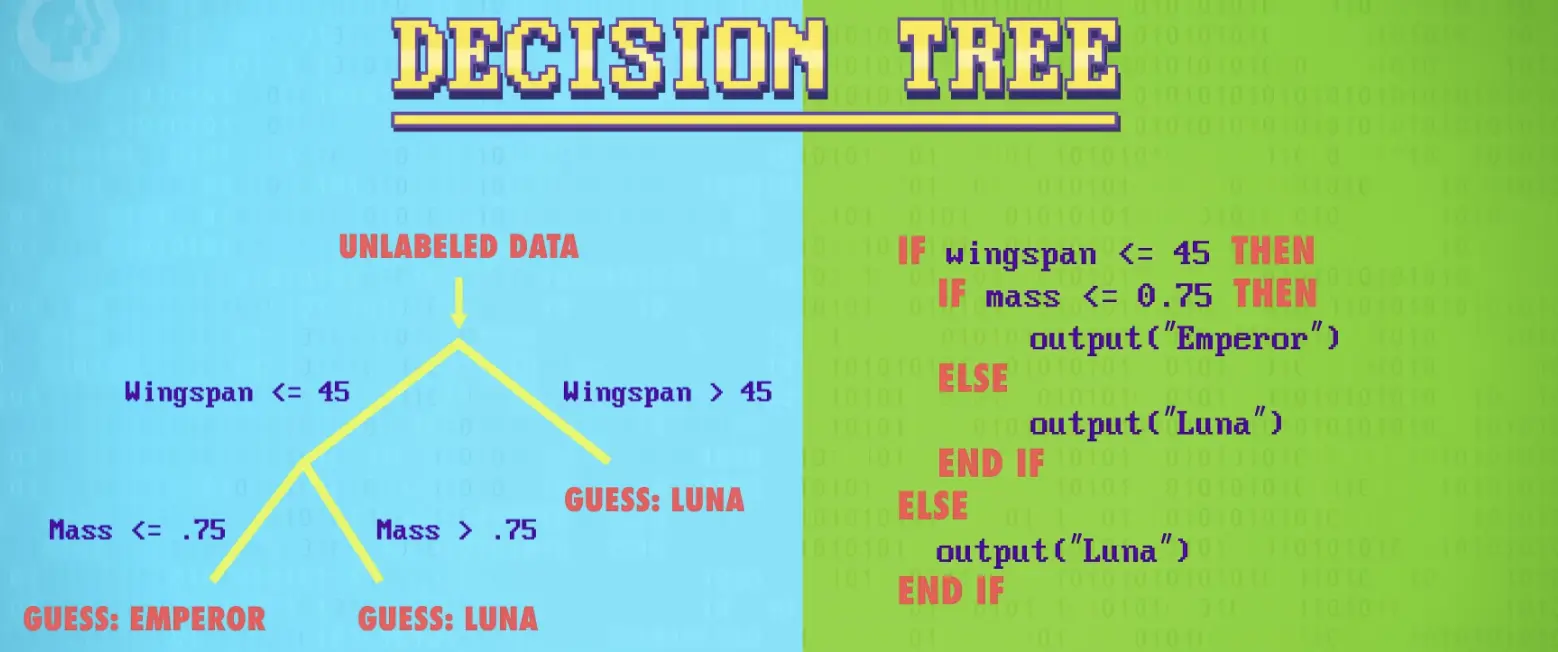 DECISION TREE
UNLABELED DATA
Wingspan <= 45
Wingspan > 45
GUESS: LUNA
Mass <= .75
Mass > .75
GUESS: EMPEROR
GUESS: LUNA
IF wingspan <= 45 THEN
IF mass <= 0.75 THEN
output("Emperor")
ELSE
output("Luna")
END IF
ELSE
output("Luna")
END IF